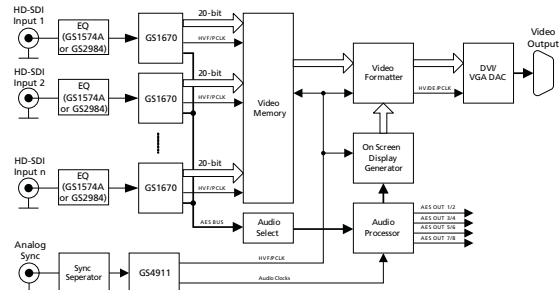 HD-SDI
Input 1
EQ
(GS1574A
or GS2984)
GS1670
20-bit
HVF/PCLK
HD-SDI
Input 2
EQ
(GS1574A
or GS2984)
GS1670
20-bit
HVF/PCLK
HD-SDI
Input n
EQ
(GS1574A
or GS2984)
GS1670
20-bit
HVF/PCLK
Video
Memory
Video
Formatter
HV/DE/PCLK
DVI/
VGA DAC
Video
Output
On Screen
Display
Generator
AES BUS
Audio
Select
Audio
Processor
AES OUT 1/2
AES OUT 3/4
AES OUT 5/6
AES OUT 7/8
Analog
Sync
Sync
Seperator
GS4911
HVF/PCLK
Audio Clocks